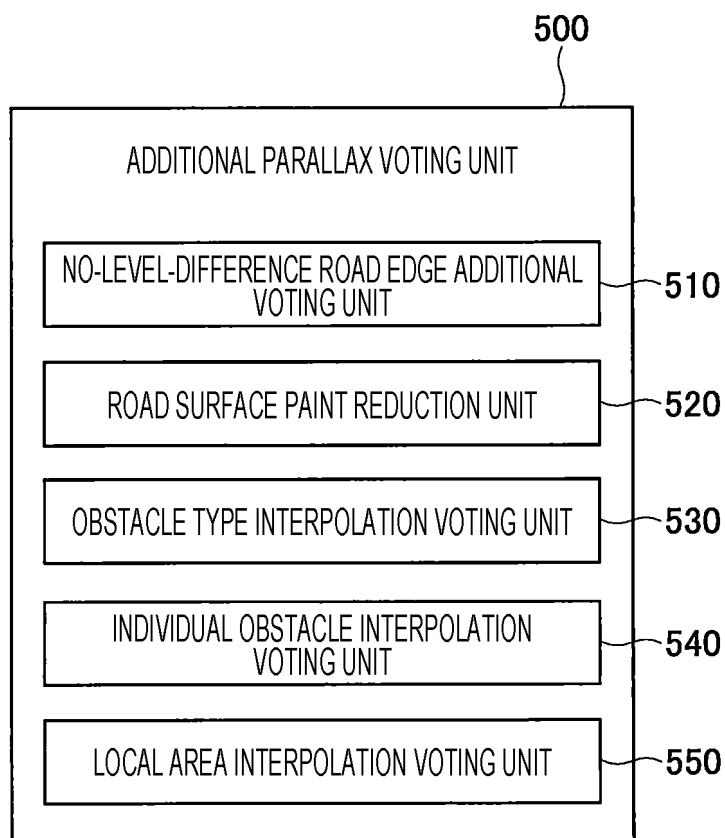 500
ADDITIONAL PARALLAX VOTING UNIT
NO-LEVEL-DIFFERENCE ROAD EDGE ADDITIONAL
VOTING UNIT
510
ROAD SURFACE PAINT REDUCTION UNIT
520
OBSTACLE TYPE INTERPOLATION VOTING UNIT
530
INDIVIDUAL OBSTACLE INTERPOLATION
VOTING UNIT
540
LOCAL AREA INTERPOLATION VOTING UNIT
550